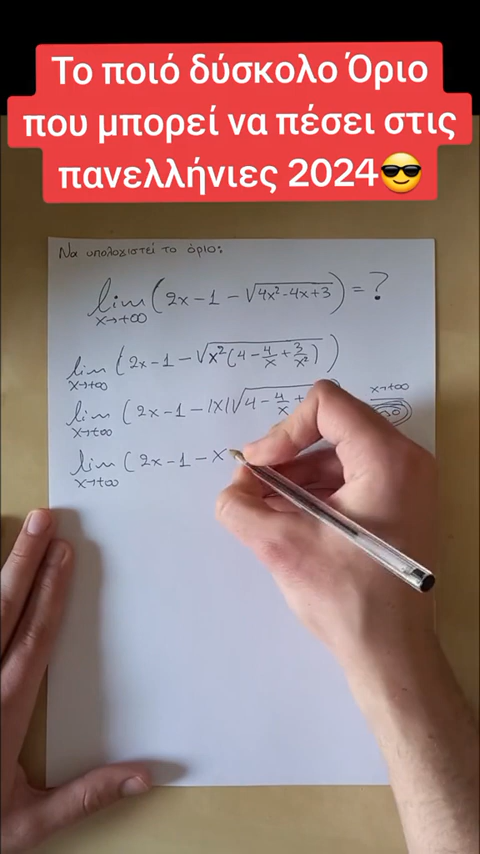 Το ποιό δύσκολο Όριο
που μπορεί να πέσει στις
πανελλήνιες 2024😎
Να υπολογιστεί το όριο:
lim x→+∞ (2x-1-√(4x²-4x+3)) = ?
lim x→+∞ (2x-1-√(x²(4-4/x+3/x²)))
lim x→+∞ (2x-1-|x|√(4-4/x+
x→+∞
lim x→+∞ (2x-1-x